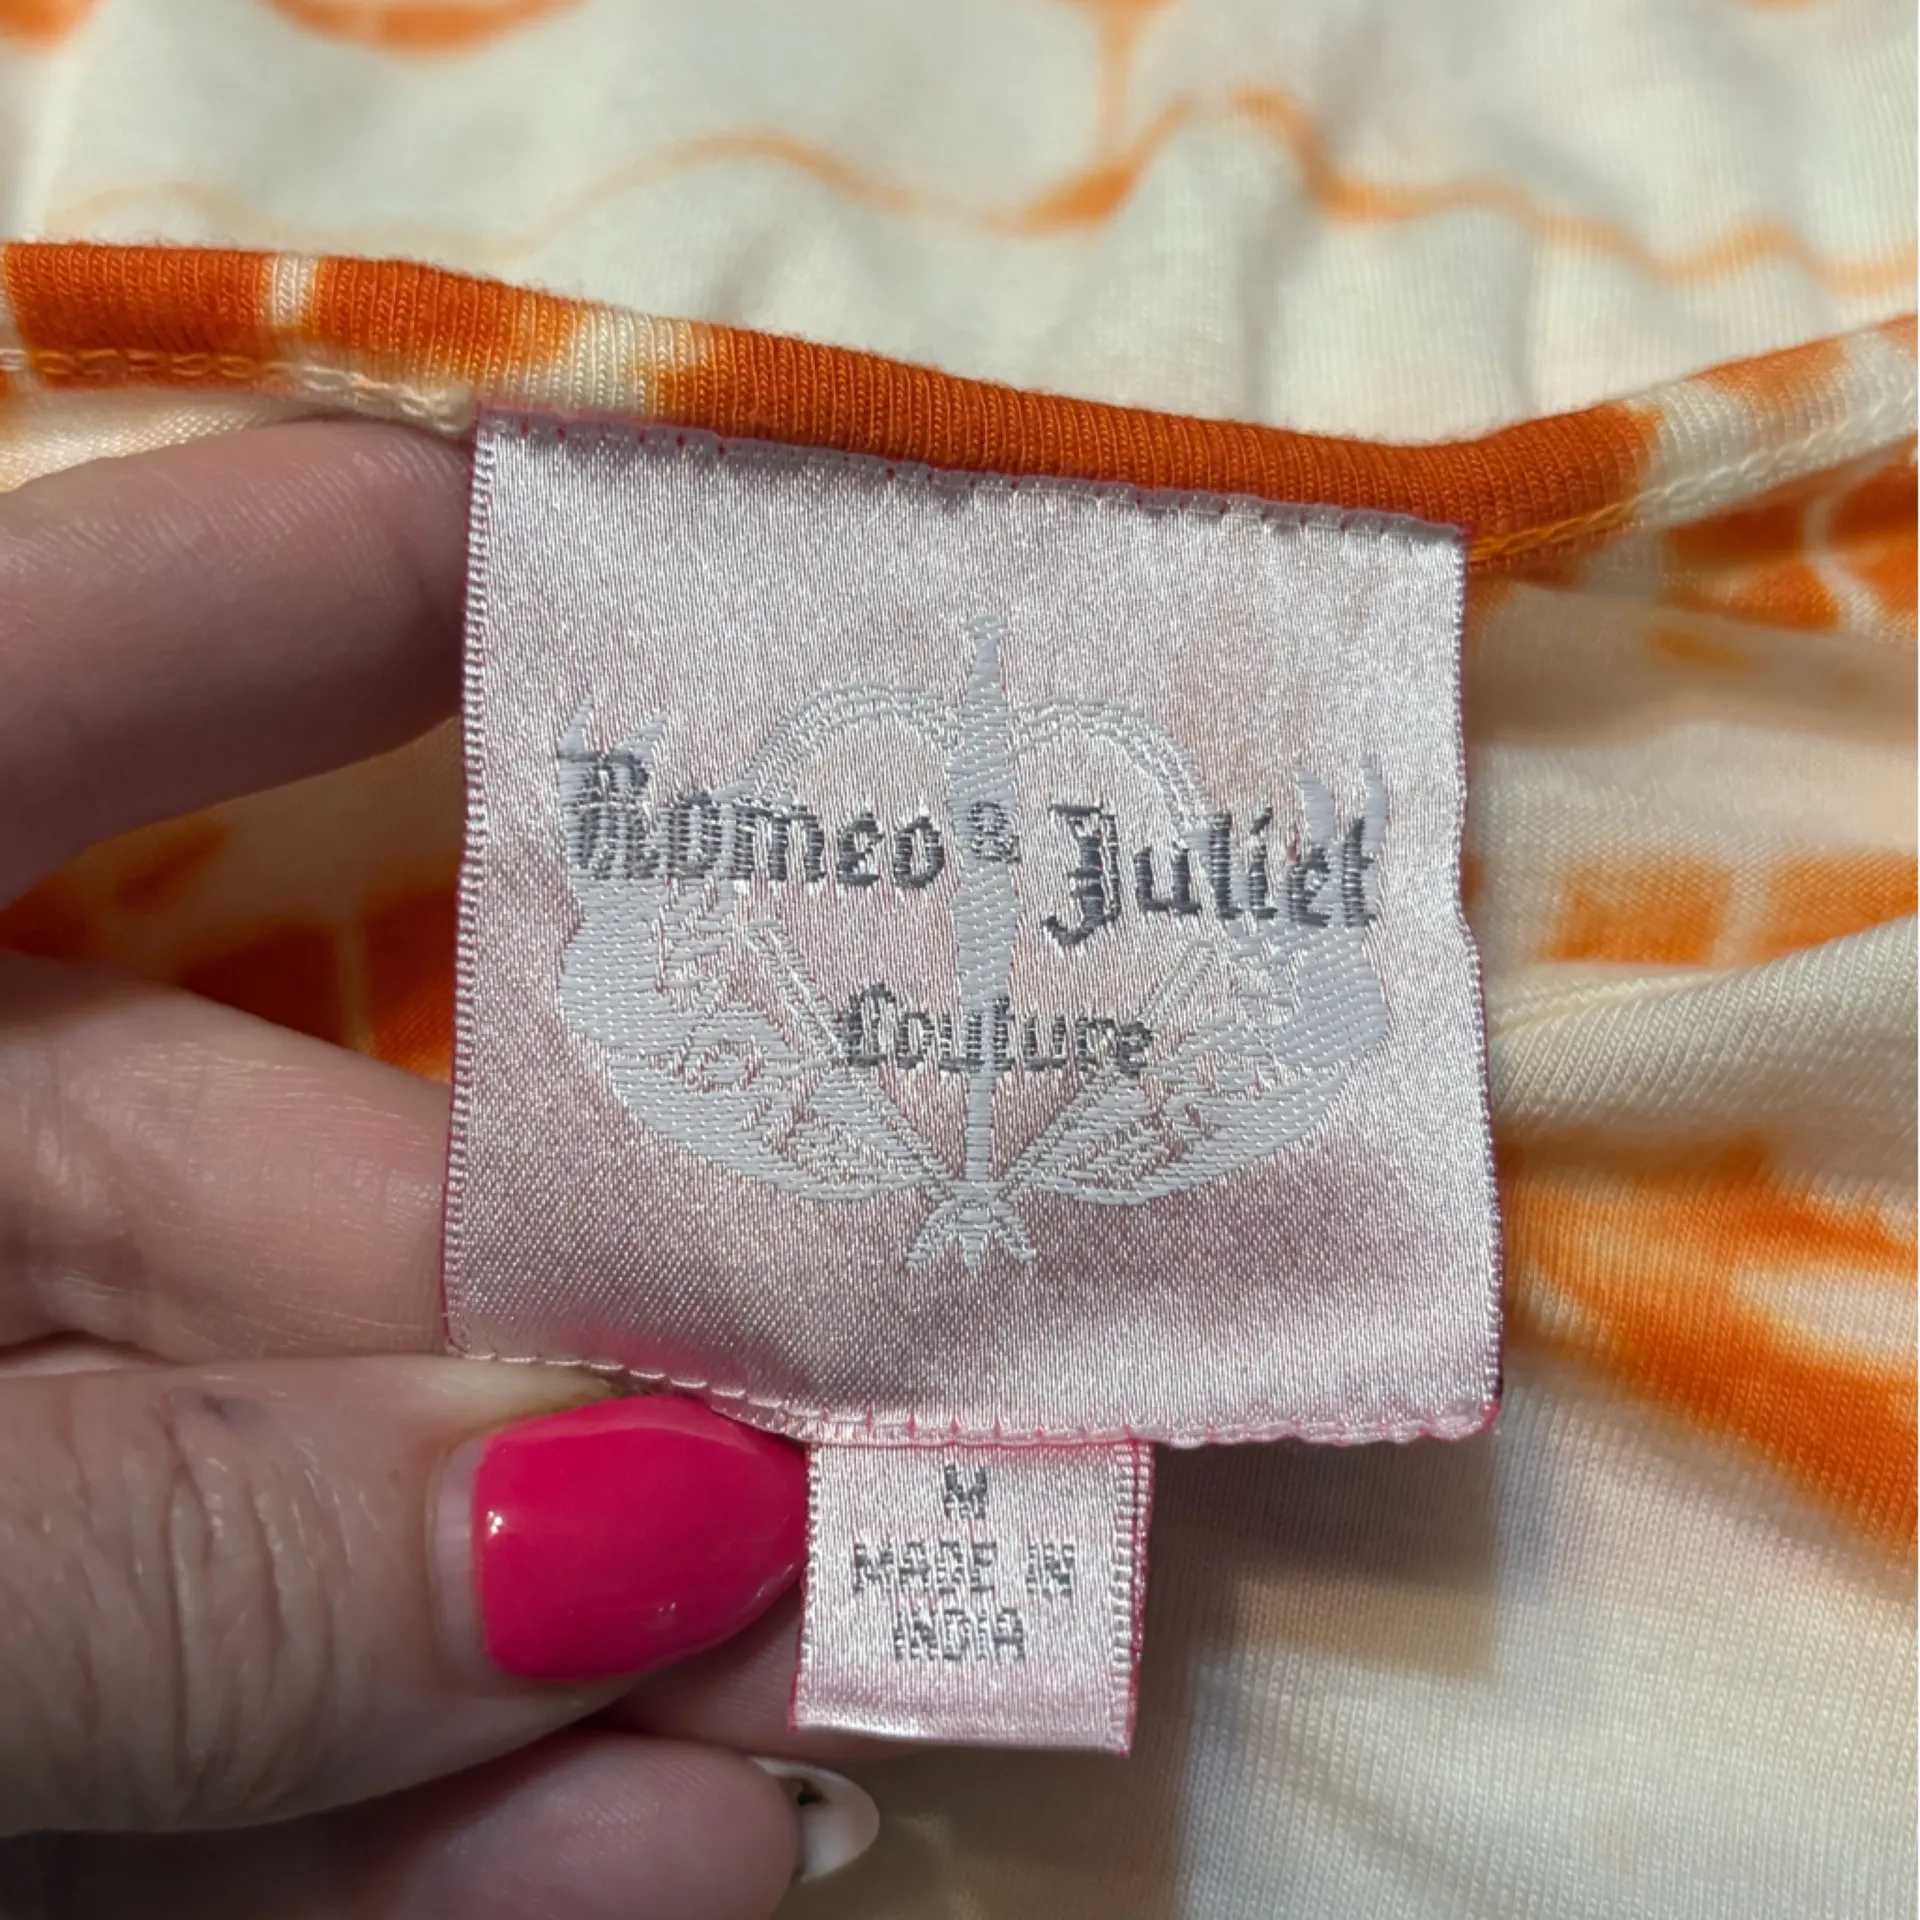 Romeo & Juliet
Couture
M
MADE IN
INDIA